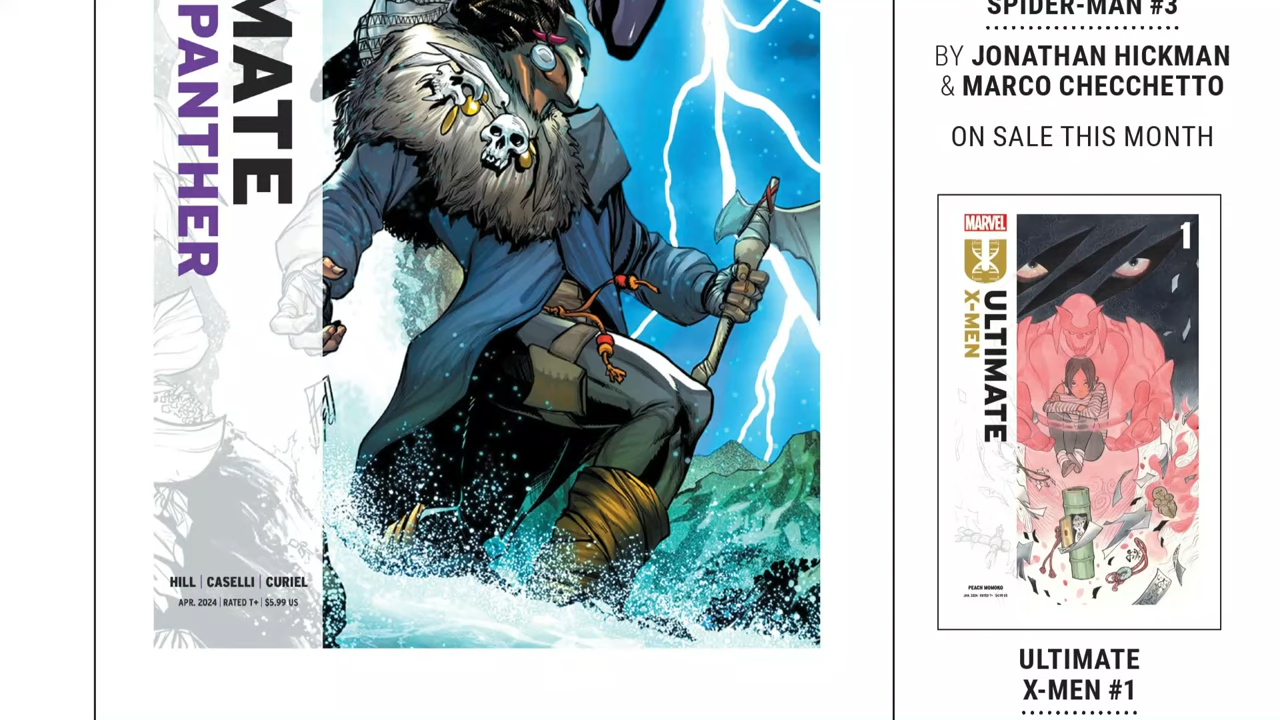 MATE
PANTHER
HILL | CASELLI | CURIEL
APR. 2024 | RATED T+ | $5.99 US
SPIDER-MAN #3
BY JONATHAN HICKMAN
& MARCO CHECCHETTO
ON SALE THIS MONTH
MARVEL
1
ULTIMATE
X-MEN
PEACH MOMOKO
ULTIMATE
X-MEN #1